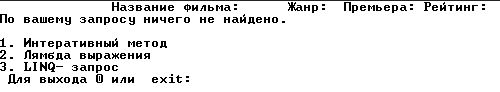 Название фильма: Жанр: Премьера: Рейтинг:
По вашему запросу ничего не найдено.
1. Интеративный метод
2. Лямбда выражения
3. LINQ- запрос
Для выхода 0 или exit: